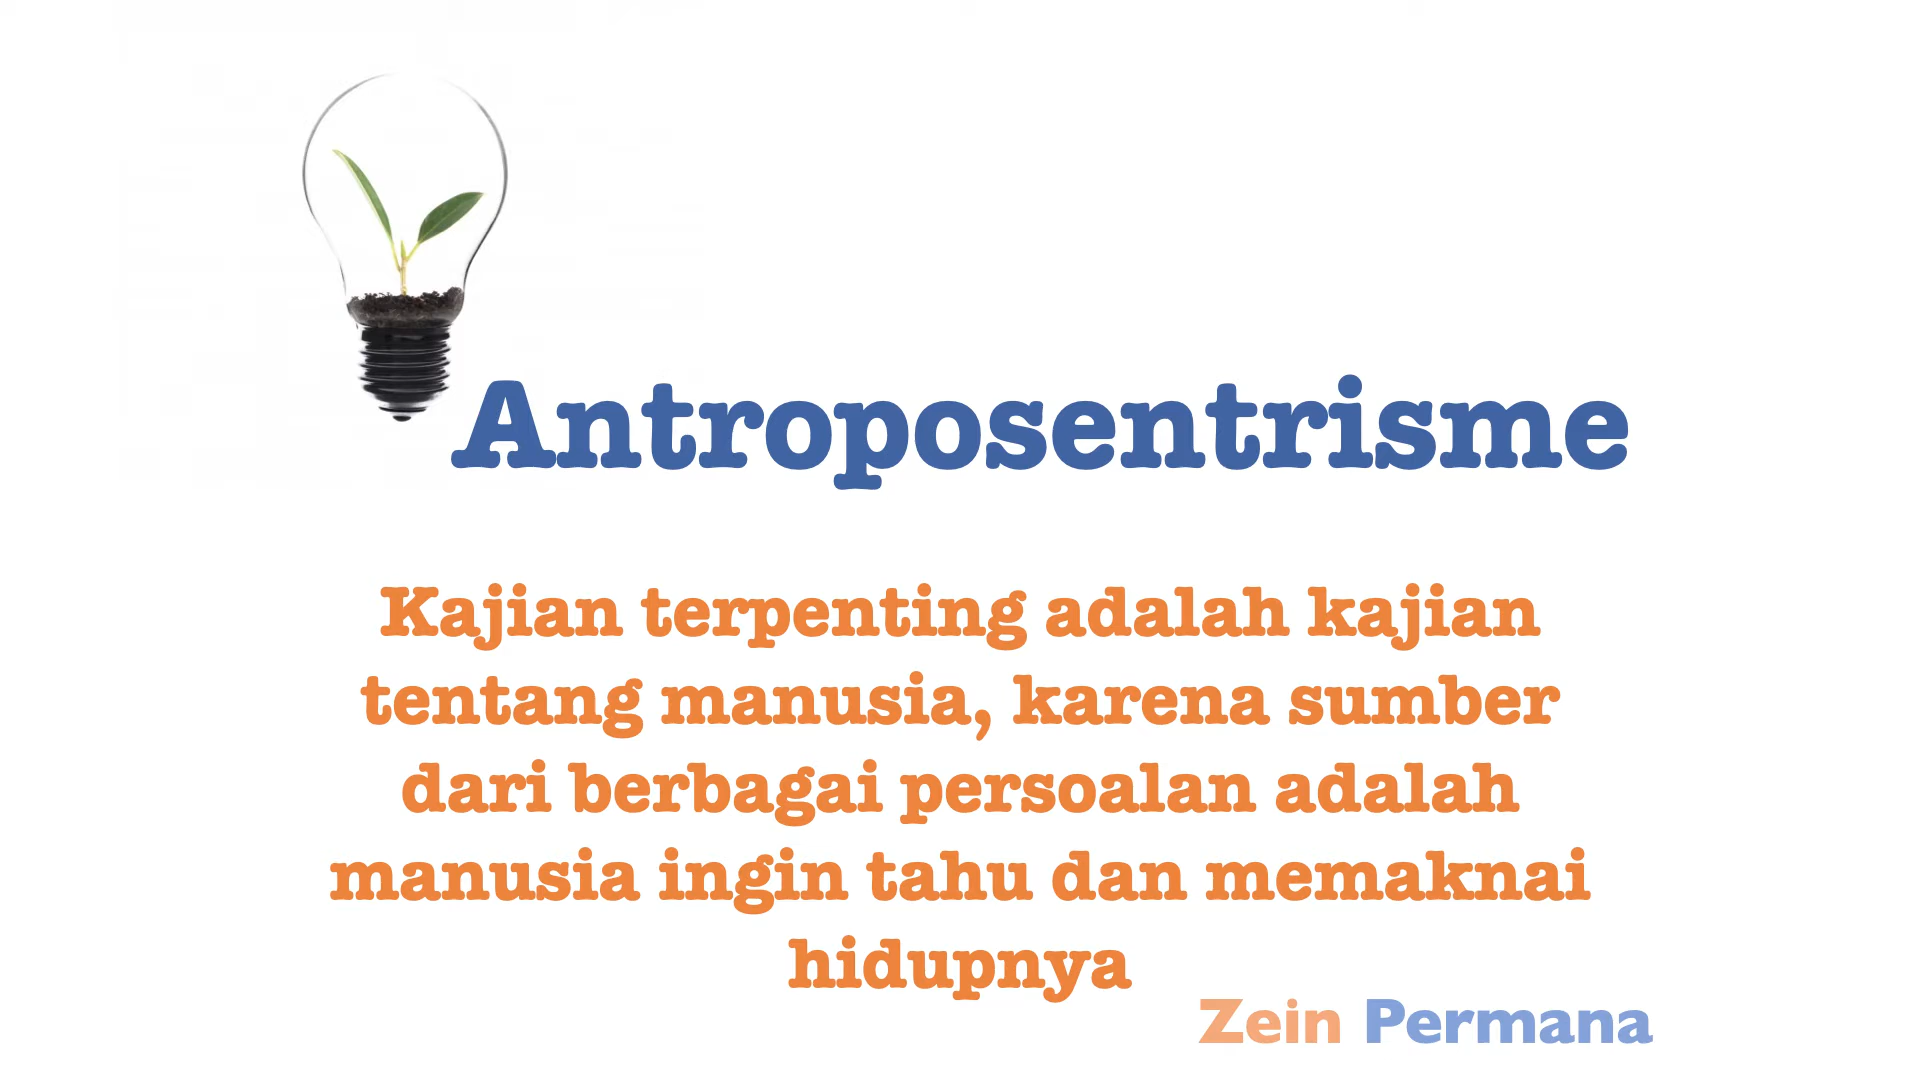 Antroposentrisme
Kajian terpenting adalah kajian
tentang manusia, karena sumber
dari berbagai persoalan adalah
manusia ingin tahu dan memaknai
hidupnya
Zein Permana